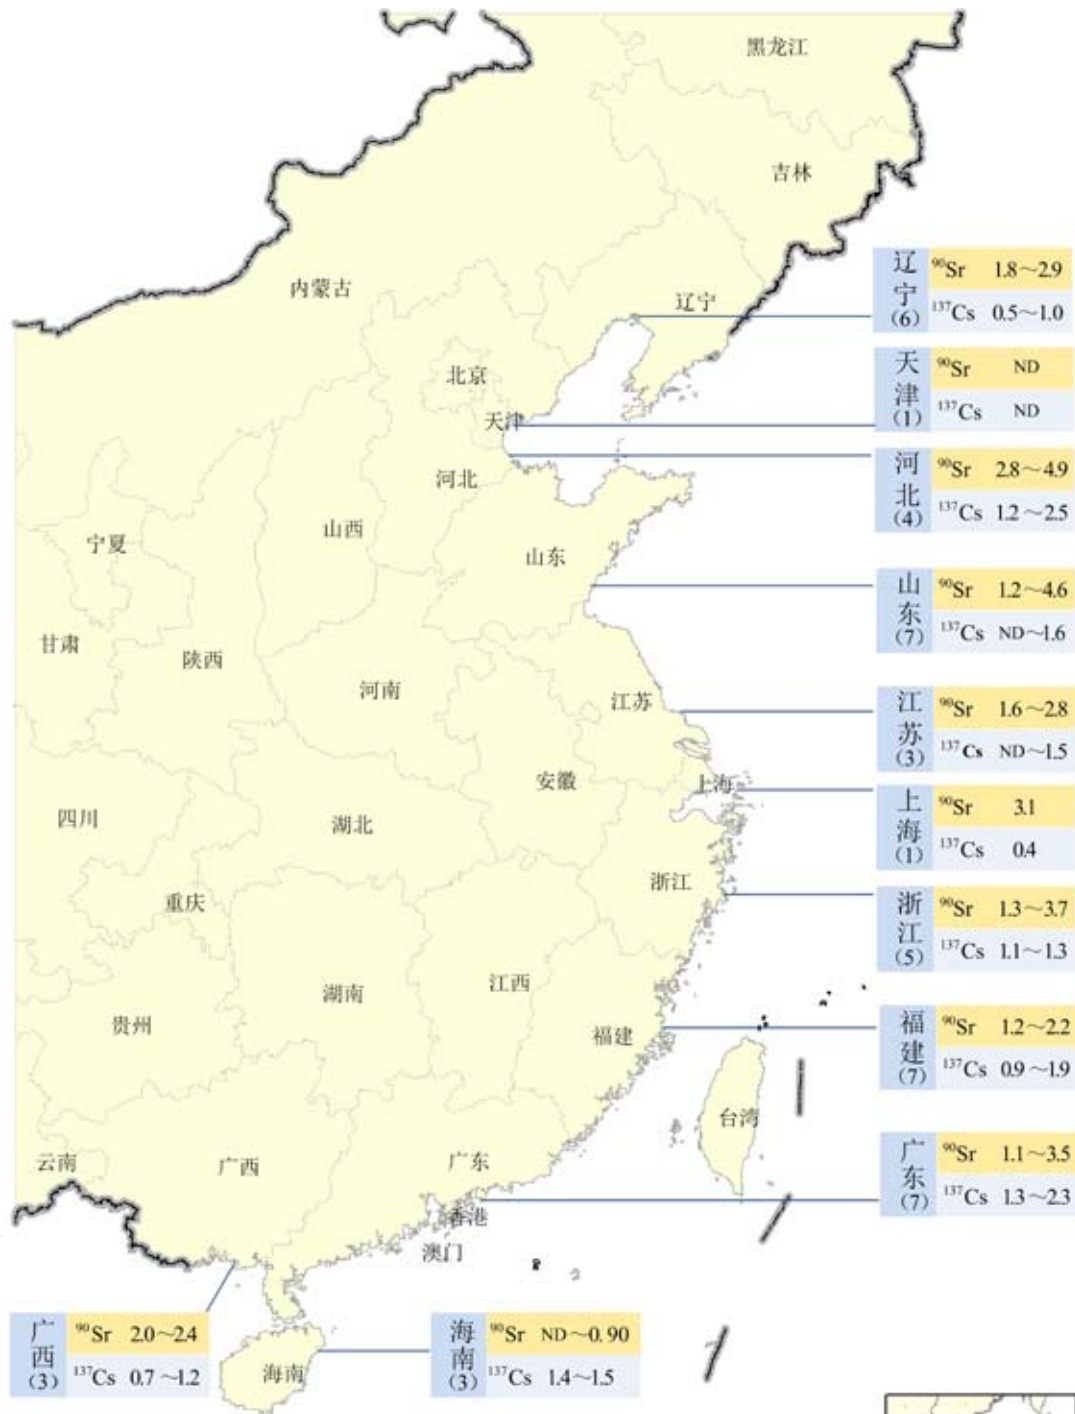 黑龙江
吉林
内蒙古
辽宁
北京
天津
河北
山西
宁夏
山东
甘肃
陕西
河南
江苏
安徽
上海
四川
湖北
浙江
重庆
江西
湖南
贵州
福建
台湾
云南
广西
广东
香港
澳门
海南
辽宁(6) ⁹⁰Sr 1.8～2.9
¹³⁷Cs 0.5～1.0
天津(1) ⁹⁰Sr ND
¹³⁷Cs ND
河北(4) ⁹⁰Sr 2.8～4.9
¹³⁷Cs 1.2～2.5
山东(7) ⁹⁰Sr 1.2～4.6
¹³⁷Cs ND～1.6
江苏(3) ⁹⁰Sr 1.6～2.8
¹³⁷Cs ND～1.5
上海(1) ⁹⁰Sr 3.1
¹³⁷Cs 0.4
浙江(5) ⁹⁰Sr 1.3～3.7
¹³⁷Cs 1.1～1.3
福建(7) ⁹⁰Sr 1.2～2.2
¹³⁷Cs 0.9～1.9
广东(7) ⁹⁰Sr 1.1～3.5
¹³⁷Cs 1.3～2.3
广西(3) ⁹⁰Sr 2.0～2.4
¹³⁷Cs 0.7～1.2
海南(3) ⁹⁰Sr ND～0.90
¹³⁷Cs 1.4～1.5